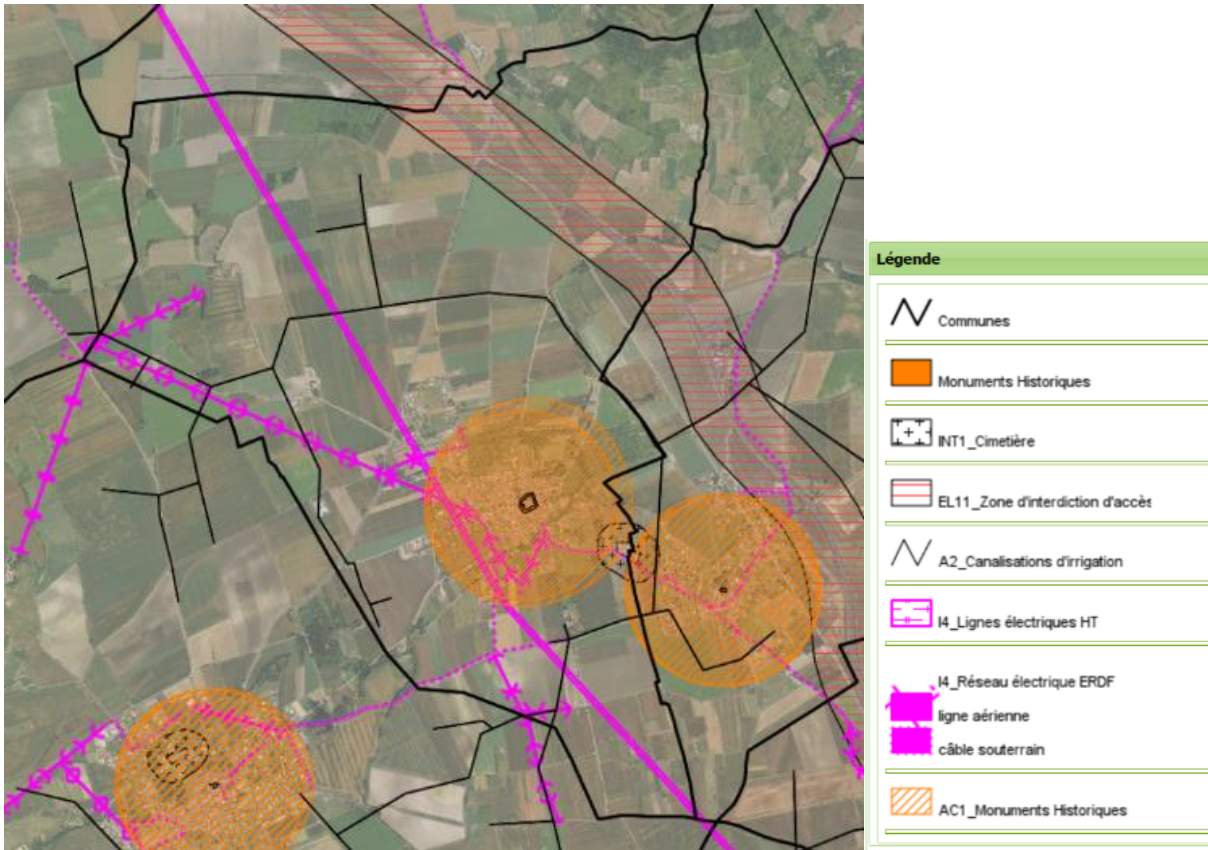 Légende
Communes
Monuments Historiques
INT1_Cimetière
EL11_Zone d'interdiction d'accès
A2_Canalisations d'irrigation
I4_Lignes électriques HT
I4_Réseau électrique ERDF
ligne aérienne
câble souterrain
AC1_Monuments Historiques